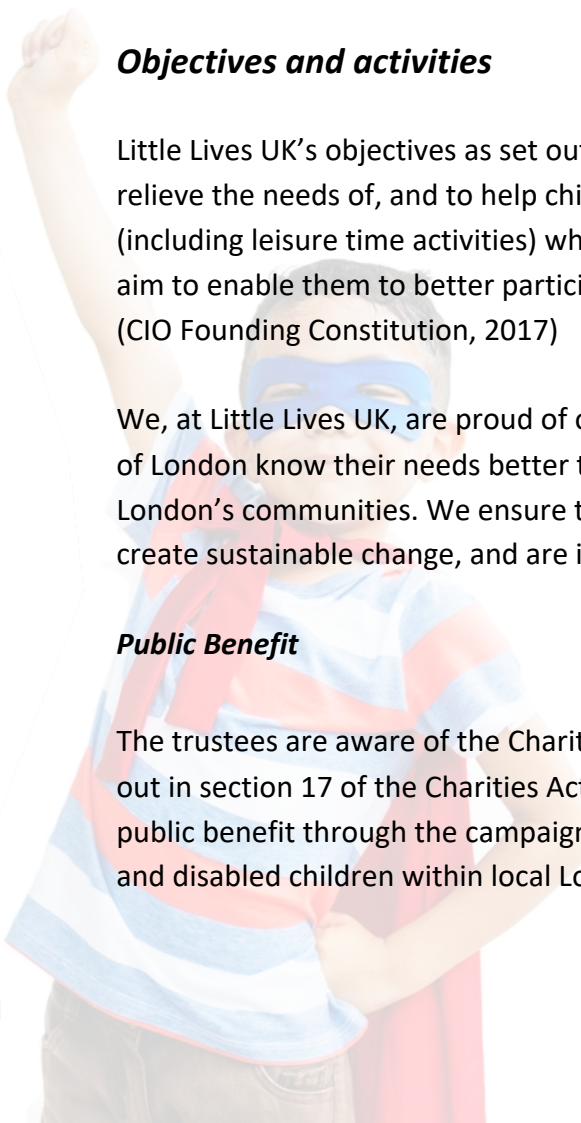 Objectives and activities
Little Lives UK’s objectives as set out
relieve the needs of, and to help chi
(including leisure time activities) wh
aim to enable them to better partici
(CIO Founding Constitution, 2017)
We, at Little Lives UK, are proud of
of London know their needs better
London’s communities. We ensure
create sustainable change, and are
Public Benefit
The trustees are aware of the Charit
out in section 17 of the Charities Act
public benefit through the campaign
and disabled children within local Lo